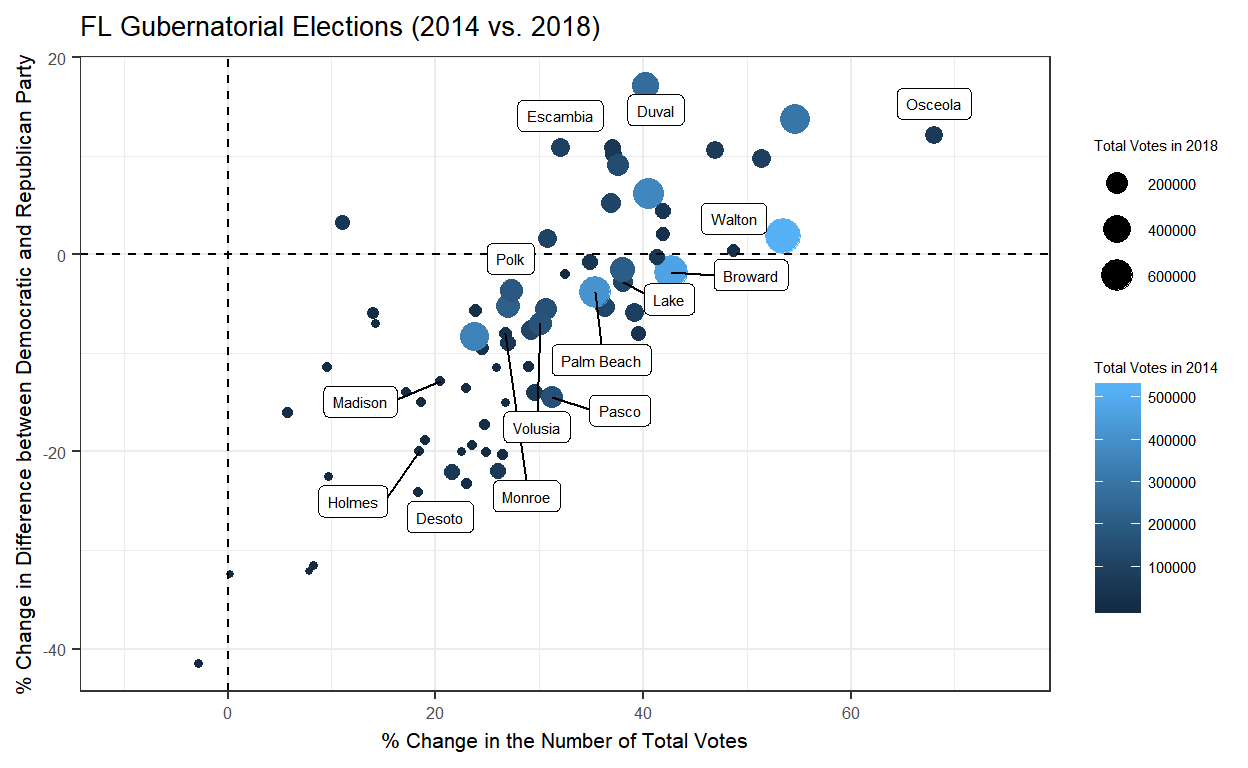 FL Gubernatorial Elections (2014 vs. 2018)
% Change in Difference between Democratic and Republican Party
20
0
-20
-40
Escambia
Duval
Osceola
Walton
Polk
Broward
Lake
Palm Beach
Madison
Pasco
Volusia
Holmes
Monroe
Desoto
0
20
40
60
% Change in the Number of Total Votes
Total Votes in 2018
200000
400000
600000
Total Votes in 2014
500000
400000
300000
200000
100000